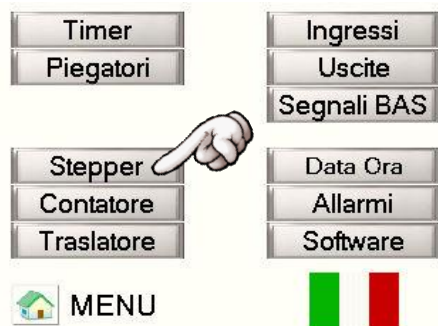 Timer
Piegatori
Stepper
Contatore
Traslatore
MENU
Ingressi
Uscite
Segnali BAS
Data Ora
Allarmi
Software